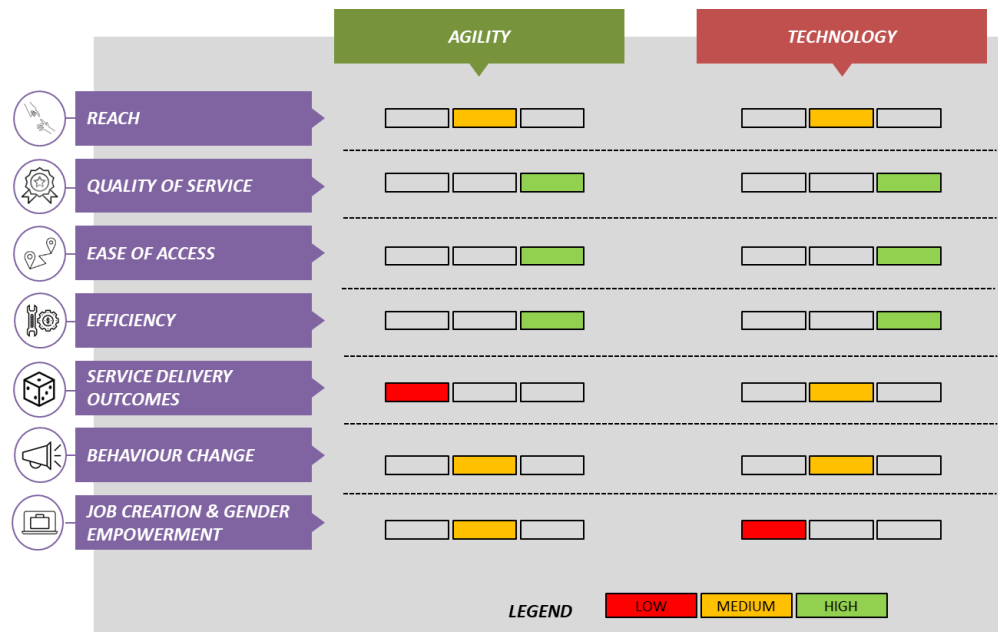 AGILITY
TECHNOLOGY
REACH
QUALITY OF SERVICE
EASE OF ACCESS
EFFICIENCY
SERVICE DELIVERY
OUTCOMES
BEHAVIOUR CHANGE
JOB CREATION & GENDER
EMPOWERMENT
LEGEND
LOW
MEDIUM
HIGH